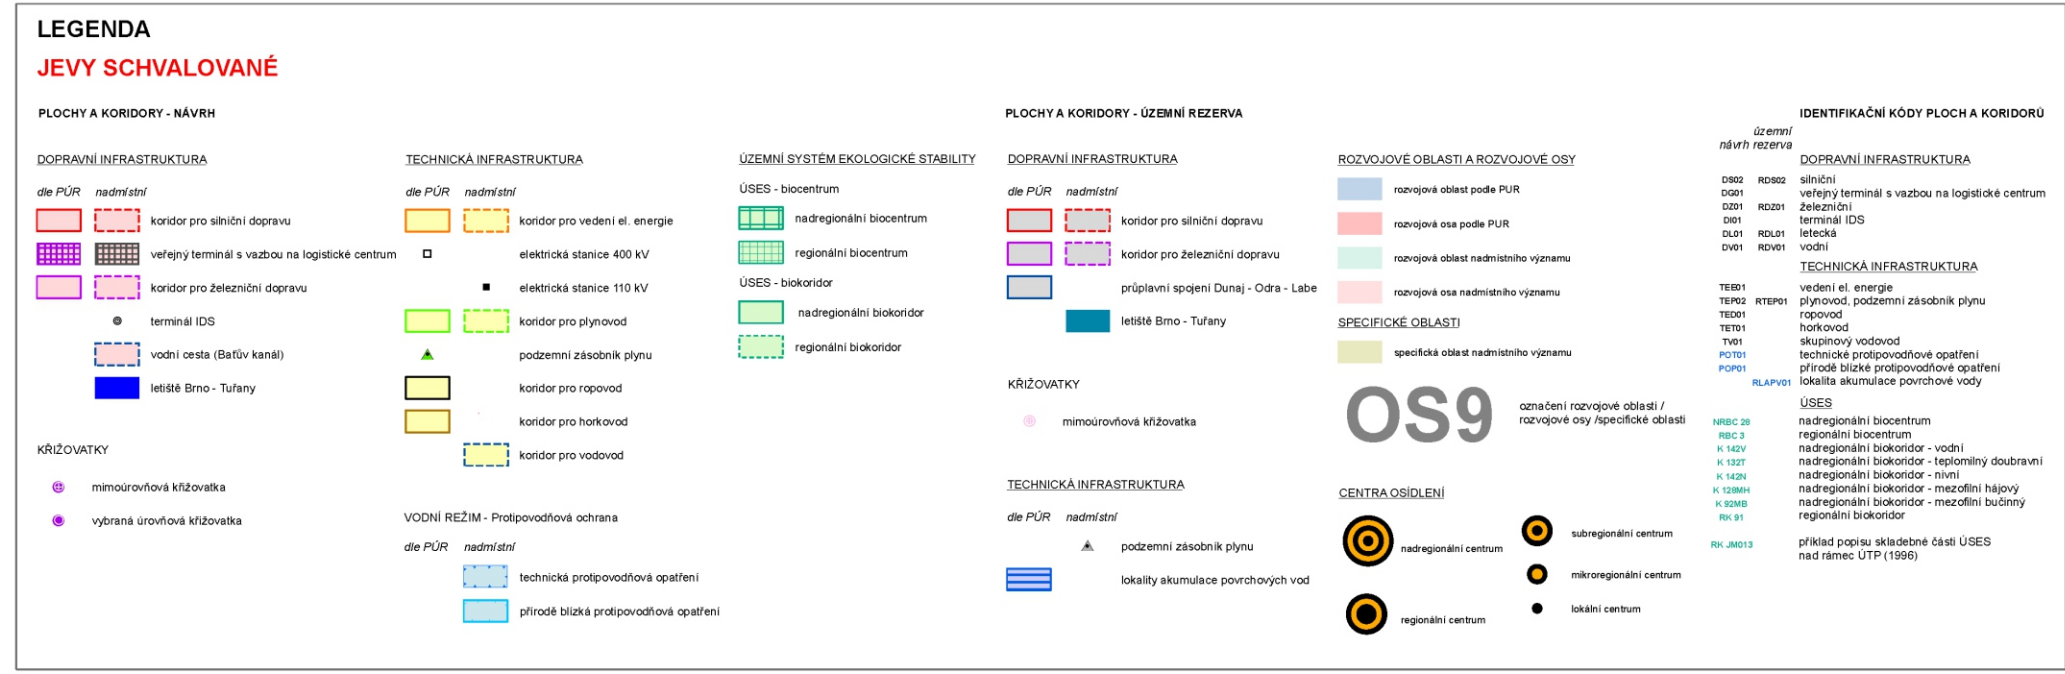 LEGENDA
JEVY SCHVALOVANÉ
PLOCHY A KORIDORY - NÁVRH
DOPRAVNÍ INFRASTRUKTURA
dle PÚR nadmístní
koridor pro silniční dopravu
veřejný terminál s vazbou na logistické centrum
koridor pro železniční dopravu
terminál IDS
vodní cesta (Baťův kanál)
letiště Brno - Tuřany
KŘIŽOVATKY
mimoúrovňová křižovatka
vybraná úrovňová křižovatka
TECHNICKÁ INFRASTRUKTURA
dle PÚR nadmístní
koridor pro vedení el. energie
elektrická stanice 400 kV
elektrická stanice 110 kV
koridor pro plynovod
podzemní zásobník plynu
koridor pro ropovod
koridor pro horkovod
koridor pro vodovod
VODNÍ REŽIM - Protipovodňová ochrana
dle PÚR nadmístní
technická protipovodňová opatření
přírodě blízká protipovodňová opatření
ÚZEMNÍ SYSTÉM EKOLOGICKÉ STABILITY
ÚSES - biocentrum
nadregionální biocentrum
regionální biocentrum
ÚSES - biokoridor
nadregionální biokoridor
regionální biokoridor
PLOCHY A KORIDORY - ÚZEMNÍ REZERVA
DOPRAVNÍ INFRASTRUKTURA
dle PÚR nadmístní
koridor pro silniční dopravu
koridor pro železniční dopravu
průplavní spojení Dunaj - Odra - Labe
letiště Brno - Tuřany
KŘIŽOVATKY
mimoúrovňová křižovatka
TECHNICKÁ INFRASTRUKTURA
dle PÚR nadmístní
podzemní zásobník plynu
lokality akumulace povrchových vod
ROZVOJOVÉ OBLASTI A ROZVOJOVÉ OSY
rozvojová oblast podle PUR
rozvojová osa podle PUR
rozvojová oblast nadmístního významu
rozvojová osa nadmístního významu
SPECIFICKÉ OBLASTI
specifická oblast nadmístního významu
OS9
označení rozvojové oblasti /
rozvojové osy /specifické oblasti
CENTRA OSÍDLENÍ
nadregionální centrum
regionální centrum
subregionální centrum
mikroregionální centrum
lokální centrum
IDENTIFIKAČNÍ KÓDY PLOCH A KORIDORŮ
územní
návrh rezerva
DOPRAVNÍ INFRASTRUKTURA
DS02 RDS02 silniční
DG01 veřejný terminál s vazbou na logistické centrum
DZ01 RDZ01 železniční
DI01 terminál IDS
DL01 RDL01 letecká
DV01 RDV01 vodní
TECHNICKÁ INFRASTRUKTURA
TEE01 vedení el. energie
TEP02 RTEP01 plynovod, podzemní zásobník plynu
TED01 ropovod
TET01 horkovod
TV01 skupinový vodovod
POT01 technické protipovodňové opatření
POP01 přírodě blízké protipovodňové opatření
RLAPV01 lokalita akumulace povrchové vody
ÚSES
NRBC 28 nadregionální biocentrum
RBC 3 regionální biocentrum
K 142V nadregionální biokoridor - vodní
K 132T nadregionální biokoridor - teplomilný doubravní
K 142N nadregionální biokoridor - nivní
K 128MH nadregionální biokoridor - mezofilní hájový
K 92MB nadregionální biokoridor - mezofilní bučinný
RK 91 regionální biokoridor
RK JM013 příklad popisu skladebné části ÚSES
nad rámec ÚTP (1996)